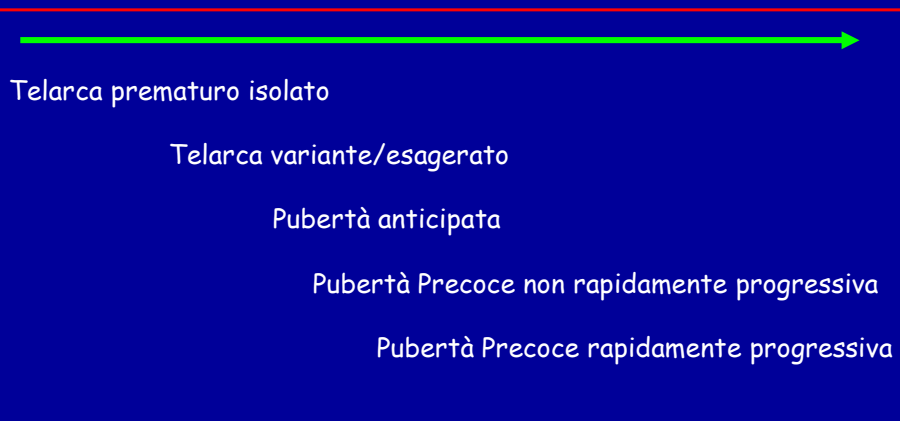 Telarca prematuro isolato
Telarca variante/esagerato
Pubertà anticipata
Pubertà Precoce non rapidamente progressiva
Pubertà Precoce rapidamente progressiva